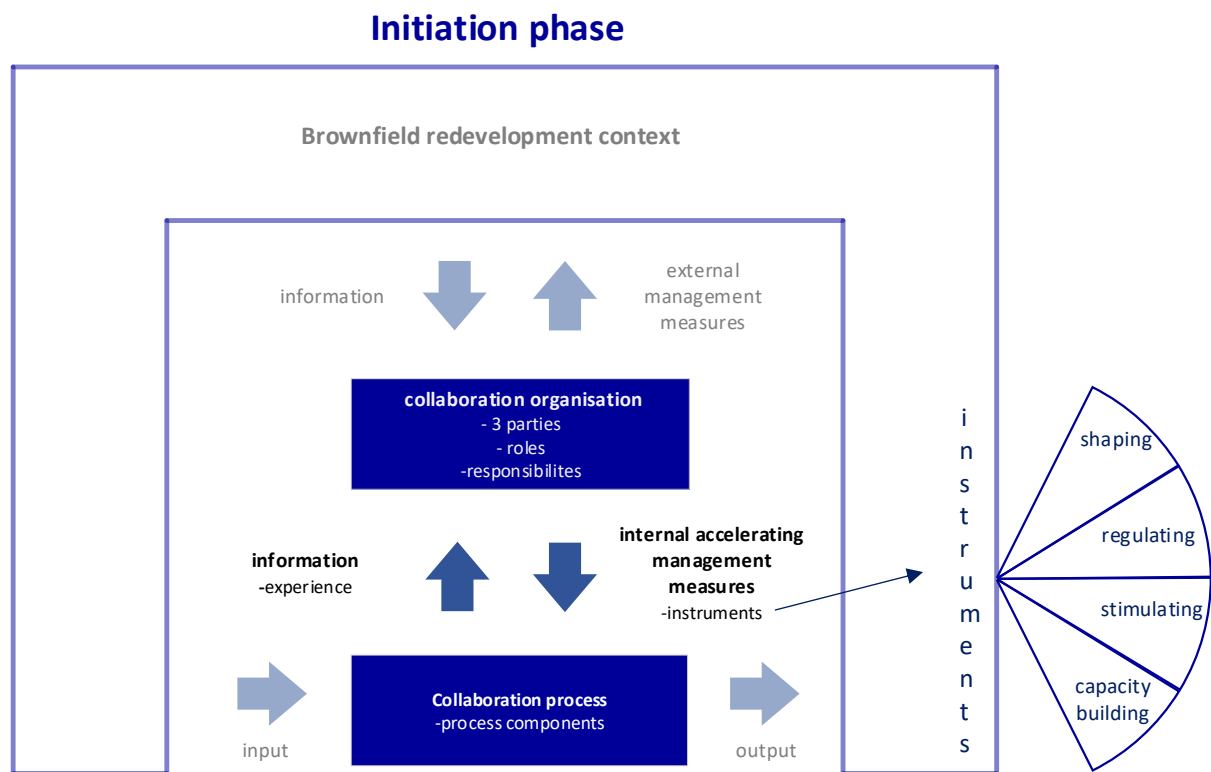 Initiation phase
Brownfield redevelopment context
information
external
management
measures
collaboration organisation
- 3 parties
- roles
-responsibilites
information
-experience
internal accelerating
management
measures
-instruments
Collaboration process
-process components
input
output
instruments
shaping
regulating
stimulating
capacity
building